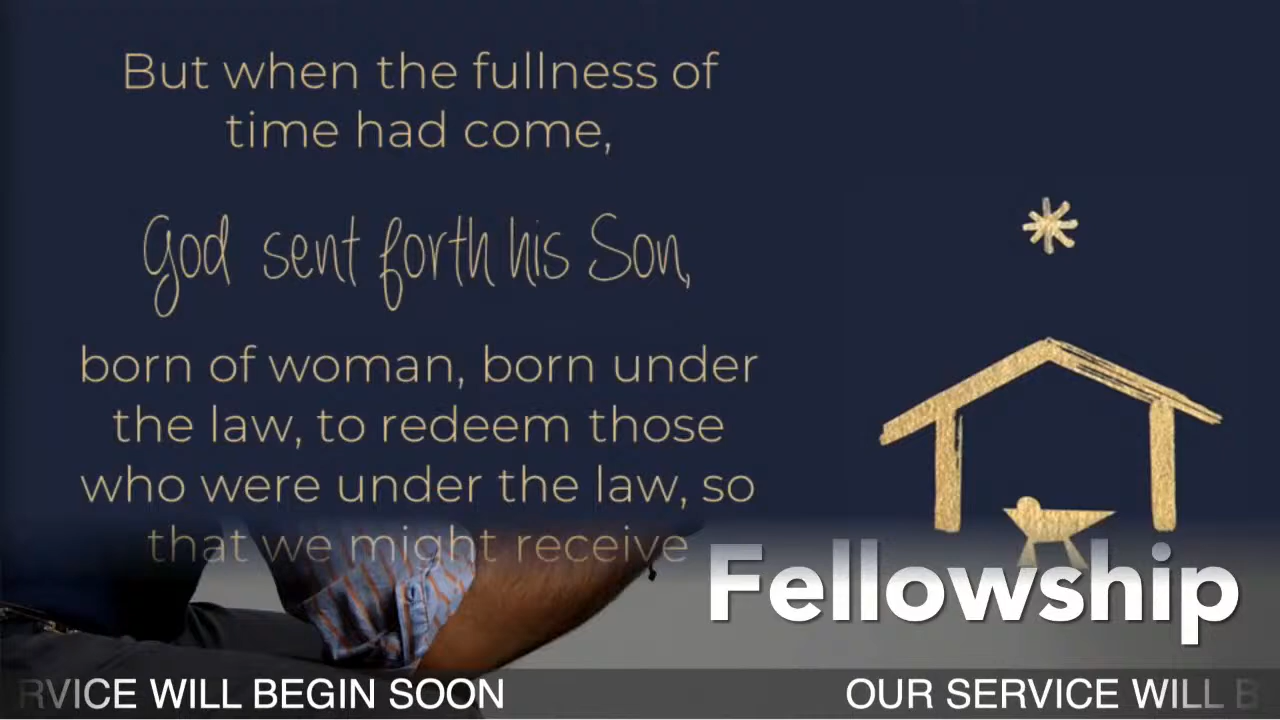 But when the fullness of
time had come,
God sent forth his Son,
born of woman, born under
the law, to redeem those
who were under the law, so
that we might receive
Fellowship
RVICE WILL BEGIN SOON
OUR SERVICE WILL B